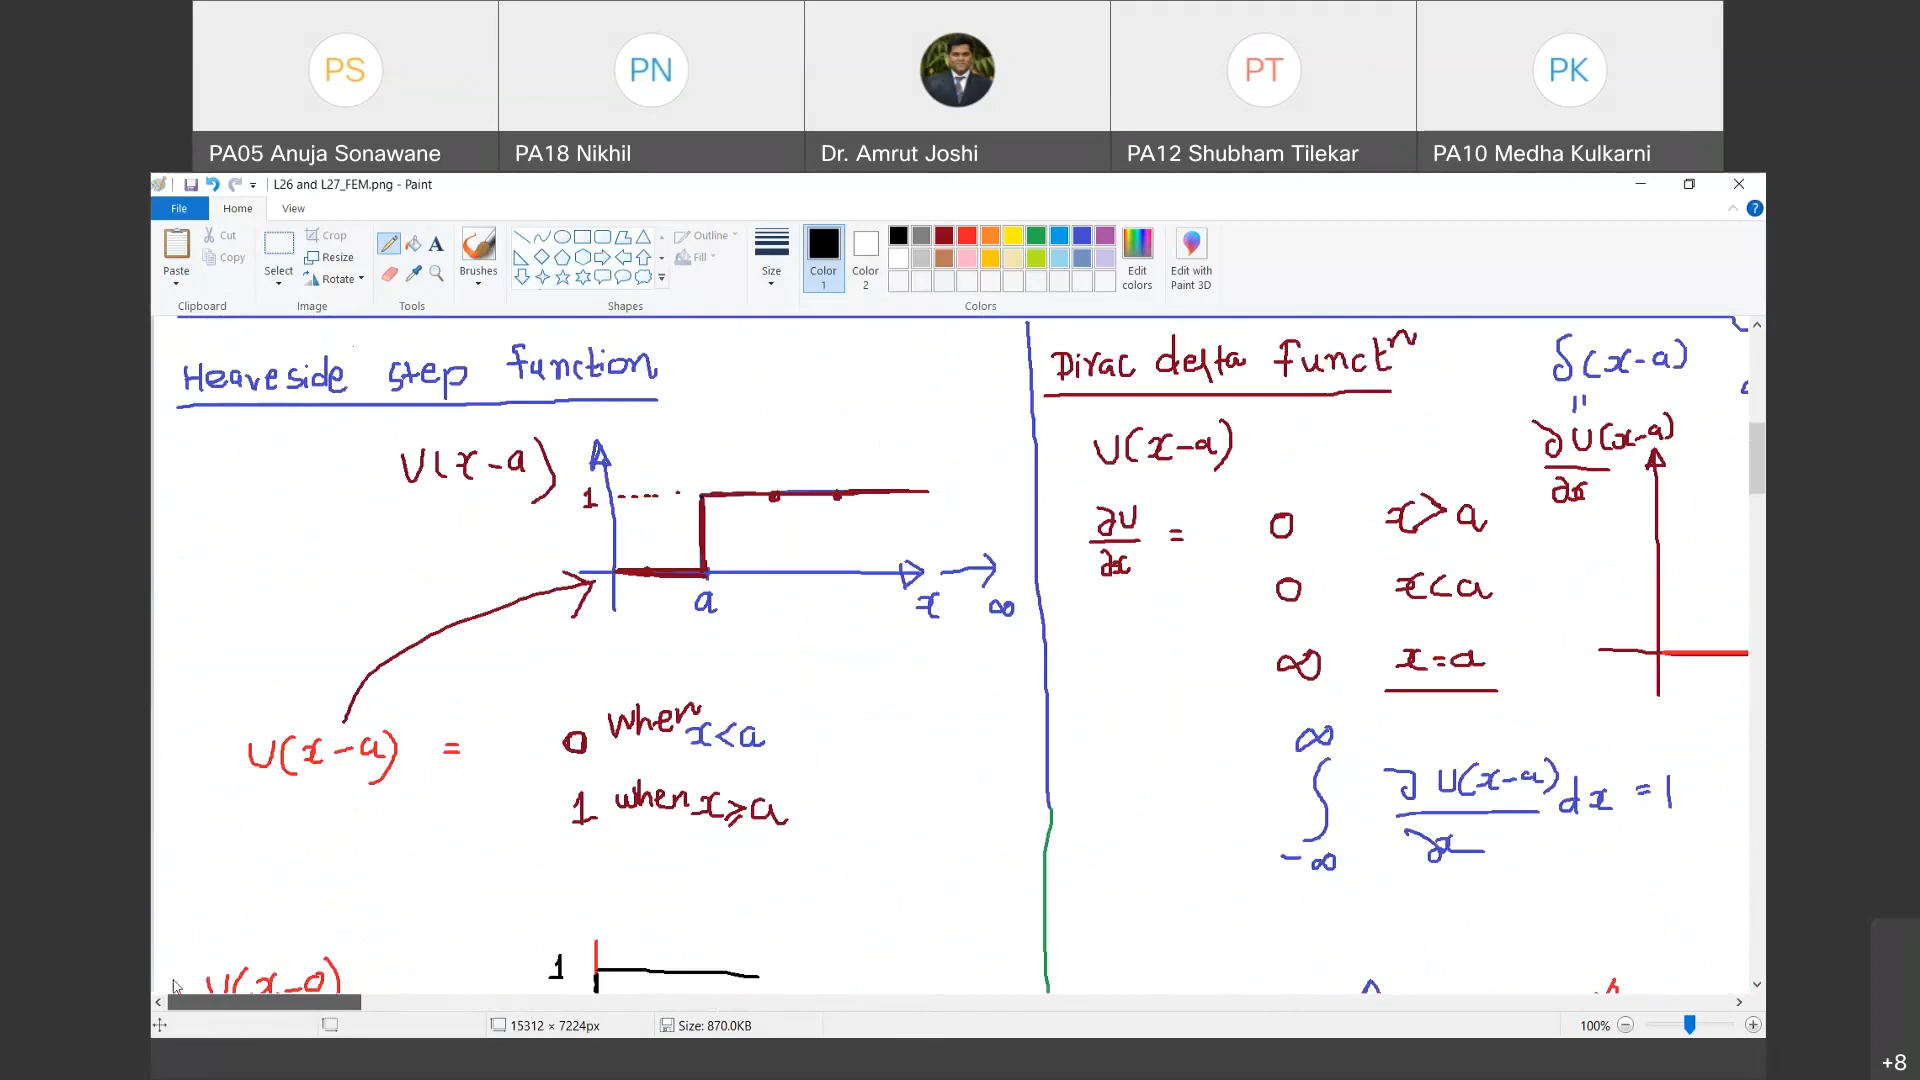 PS
PN
PT
PK
PA05 Anuja Sonawane
PA18 Nikhil
Dr. Amrut Joshi
PA12 Shubham Tilekar
PA10 Medha Kulkarni
L26 and L27_FEM.png - Paint
File
Home
View
Paste
Cut
Copy
Clipboard
Select
Crop
Resize
Rotate
Image
A
Tools
Brushes
Outline
Fill
Shapes
Size
Color 1
Color 2
Edit colors
Colors
Edit with Paint 3D
?
Heaveside step function
U(x-a)
1
a
x
∞
U(x-a) = 0 when x<a
1 when x⩾a
U(x-a)
1
Dirac delta functn
δ(x-a)
=
∂U(x-a)
∂x
U(x-a)
∂U/∂x = 0 x>a
0 x<a
∞ x=a
∫ from -∞ to ∞ ∂U(x-a)/∂x dx = 1
15312 × 7224px
Size: 870.0KB
100%
+8